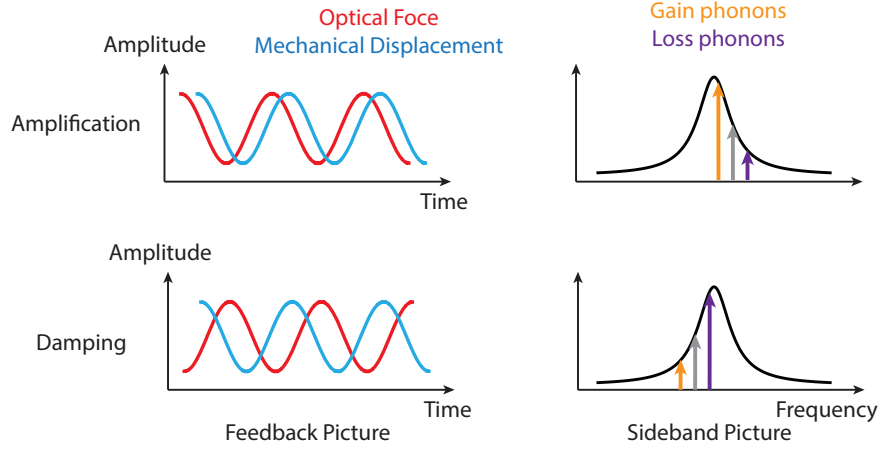 Optical Foce
Mechanical Displacement
Gain phonons
Loss phonons
Amplitude
Amplification
Time
Amplitude
Damping
Time
Frequency
Feedback Picture
Sideband Picture